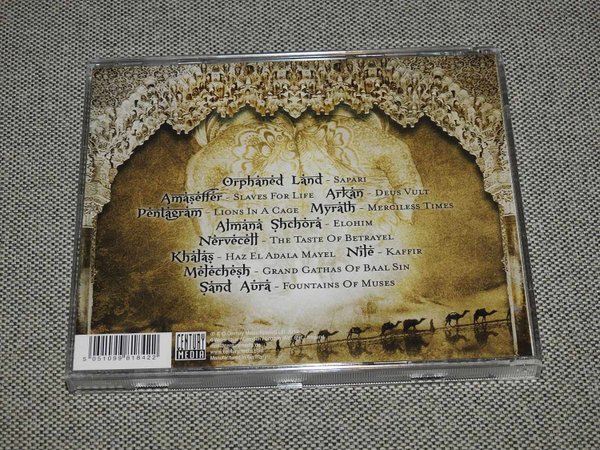 Orphaned Land - Sapari
Amaseffer - Slaves For Life Arkan - Deus Vult
Pentagram - Lions In A Cage Myrath - Merciless Times
Almana Shchora - Elohim
Nervecell - The Taste Of Betrayel
Khalas - Haz El Adala Mayel Nile - Kaffir
Melechesh - Grand Gathas Of Baal Sin
Sand Aura - Fountains Of Muses
5 051099 818422
CENTURY
MEDIA